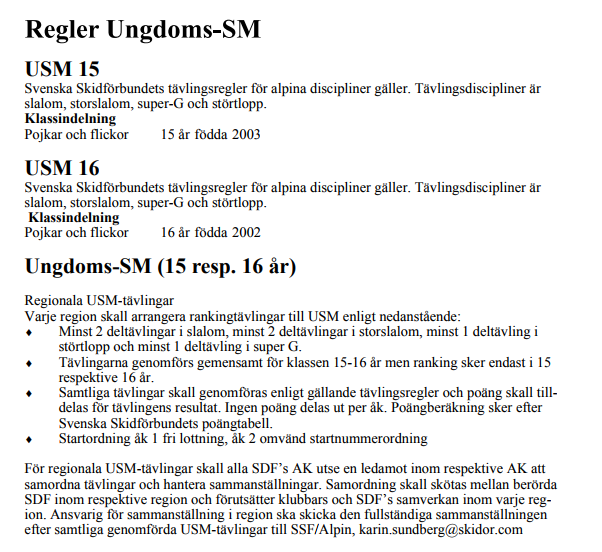 Regler Ungdoms-SM
USM 15
Svenska Skidförbundets tävlingsregler för alpina discipliner gäller. Tävlingsdiscipliner är
slalom, storslalom, super-G och störtlopp.
Klassindelning
Pojkar och flickor 15 år födda 2003
USM 16
Svenska Skidförbundets tävlingsregler för alpina discipliner gäller. Tävlingsdiscipliner är
slalom, storslalom, super-G och störtlopp.
Klassindelning
Pojkar och flickor 16 år födda 2002
Ungdoms-SM (15 resp. 16 år)
Regionala USM-tävlingar
Varje region skall arrangera rankingtävlingar till USM enligt nedanstående:
♦ Minst 2 deltävlingar i slalom, minst 2 deltävlingar i storslalom, minst 1 deltävling i
störtlopp och minst 1 deltävling i super G.
♦ Tävlingarna genomförs gemensamt för klassen 15-16 år men ranking sker endast i 15
respektive 16 år.
♦ Samtliga tävlingar skall genomföras enligt gällande tävlingsregler och poäng skall till-
delas för tävlingens resultat. Ingen poäng delas ut per åk. Poängberäkning sker efter
Svenska Skidförbundets poängtabell.
♦ Startordning åk 1 fri lottning, åk 2 omvänd startnummerordning
För regionala USM-tävlingar skall alla SDF's AK utse en ledamot inom respektive AK att
samordna tävlingar och hantera sammanställningar. Samordning skall skötas mellan berörda
SDF inom respektive region och förutsätter klubbars och SDF's samverkan inom varje reg-
ion. Ansvarig för sammanställning i region ska skicka den fullständiga sammanställningen
efter samtliga genomförda USM-tävlingar till SSF/Alpin, karin.sundberg@skidor.com